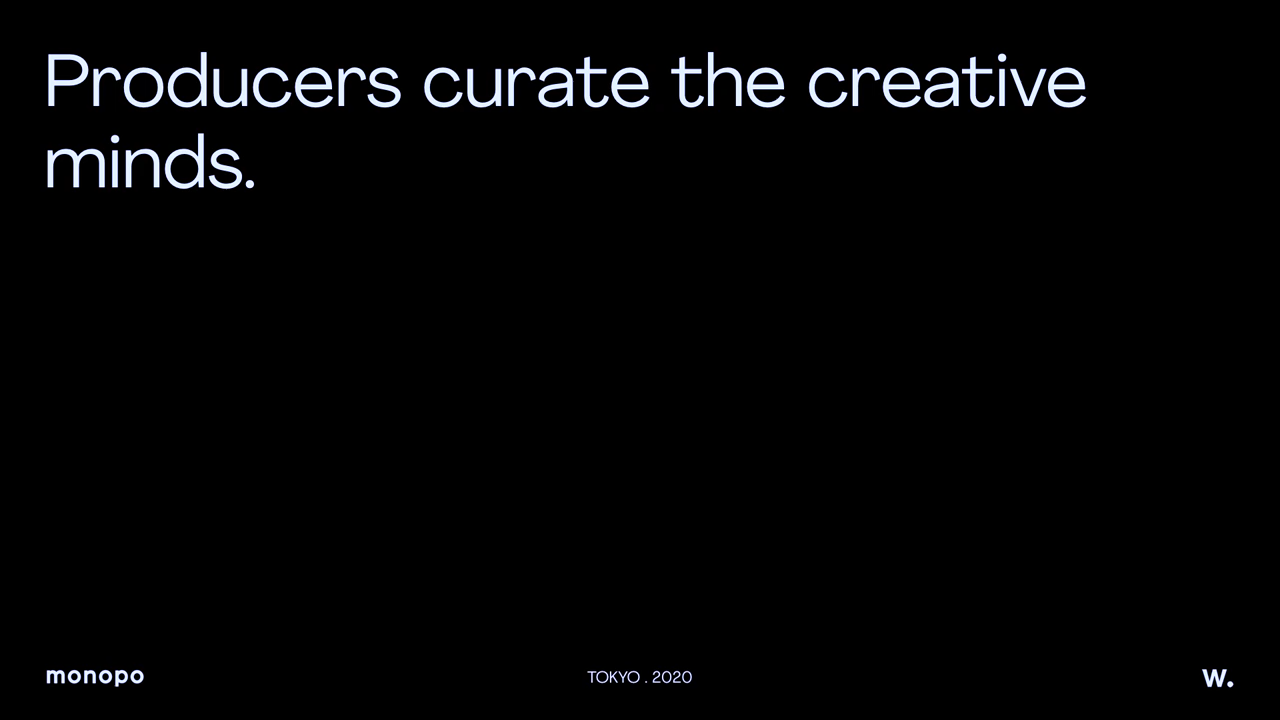 Producers curate the creative
minds.
monopo
TOKYO . 2020
W.